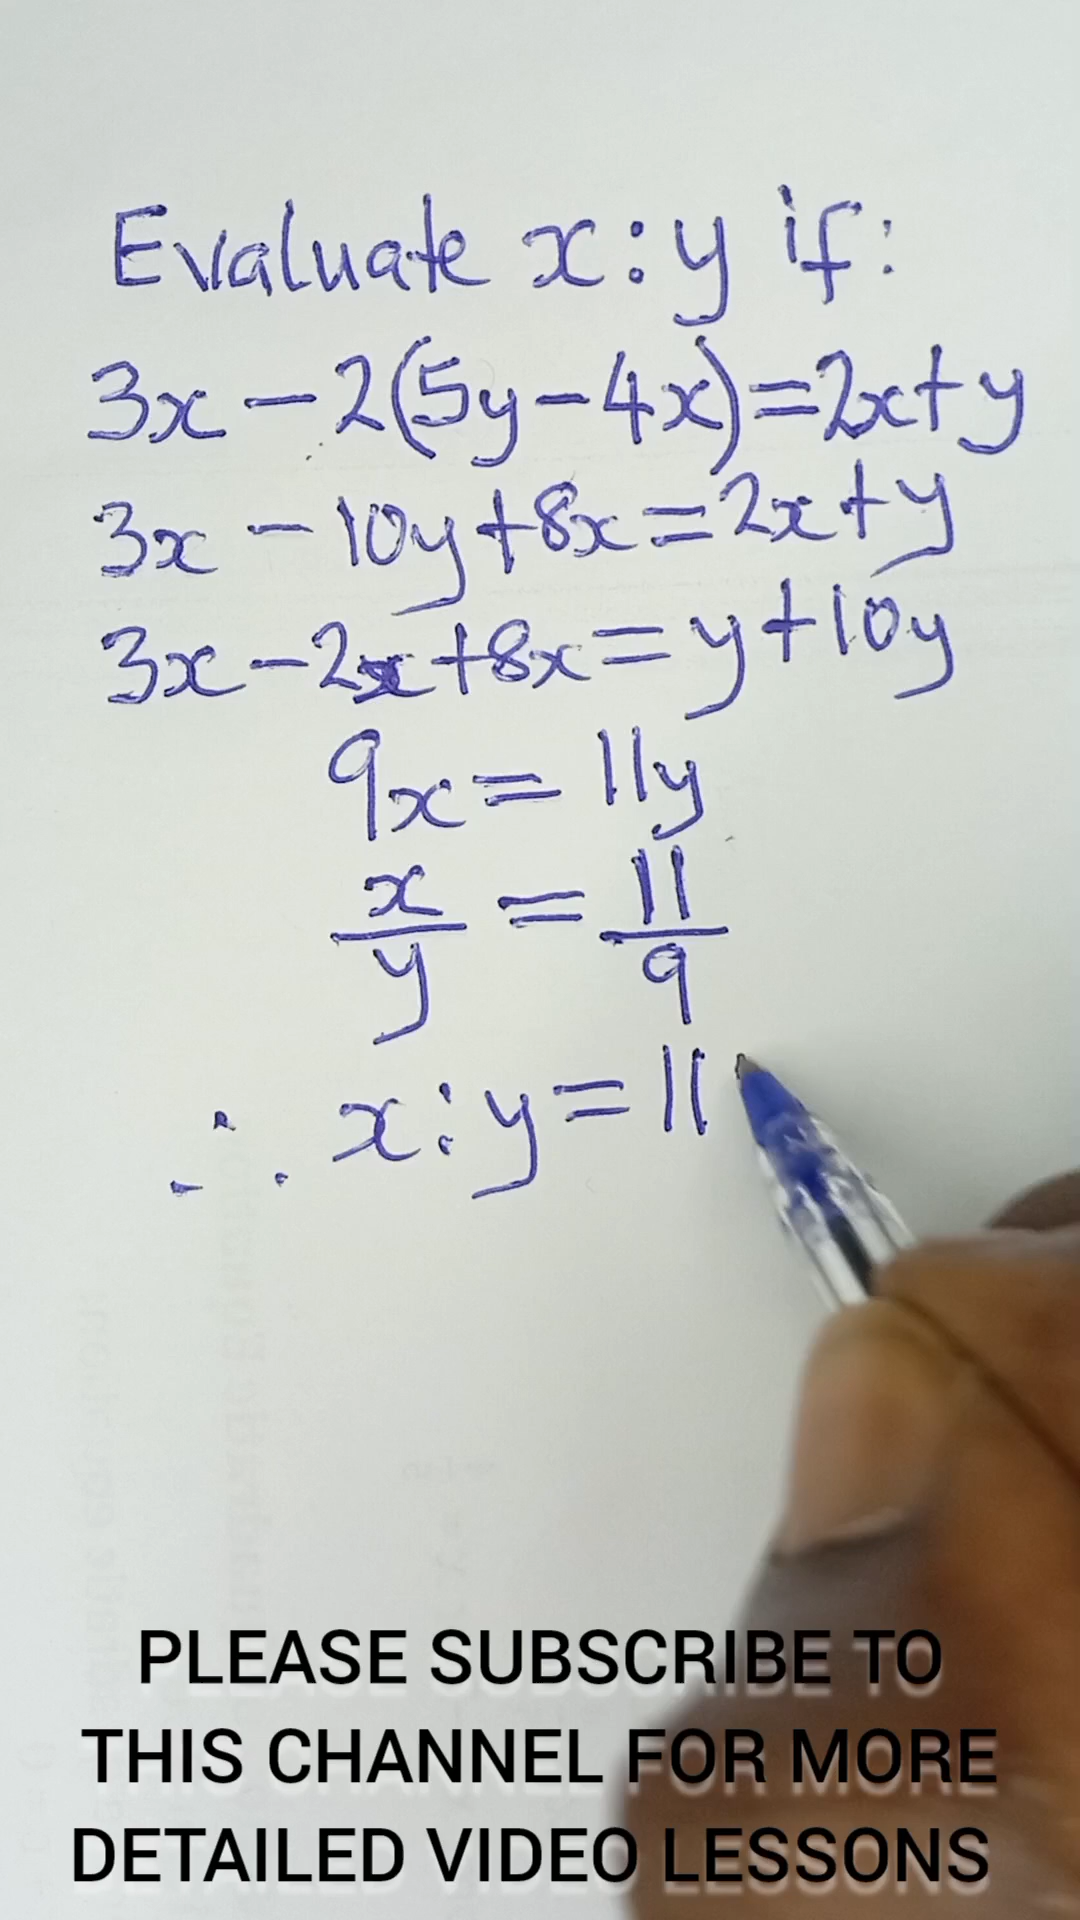 Evaluate x:y if:
3x - 2(5y - 4x) = 2x + y
3x - 10y + 8x = 2x + y
3x - 2x + 8x = y + 10y
9x = 11y
x/y = 11/9
∴ x:y = 11
PLEASE SUBSCRIBE TO
THIS CHANNEL FOR MORE
DETAILED VIDEO LESSONS